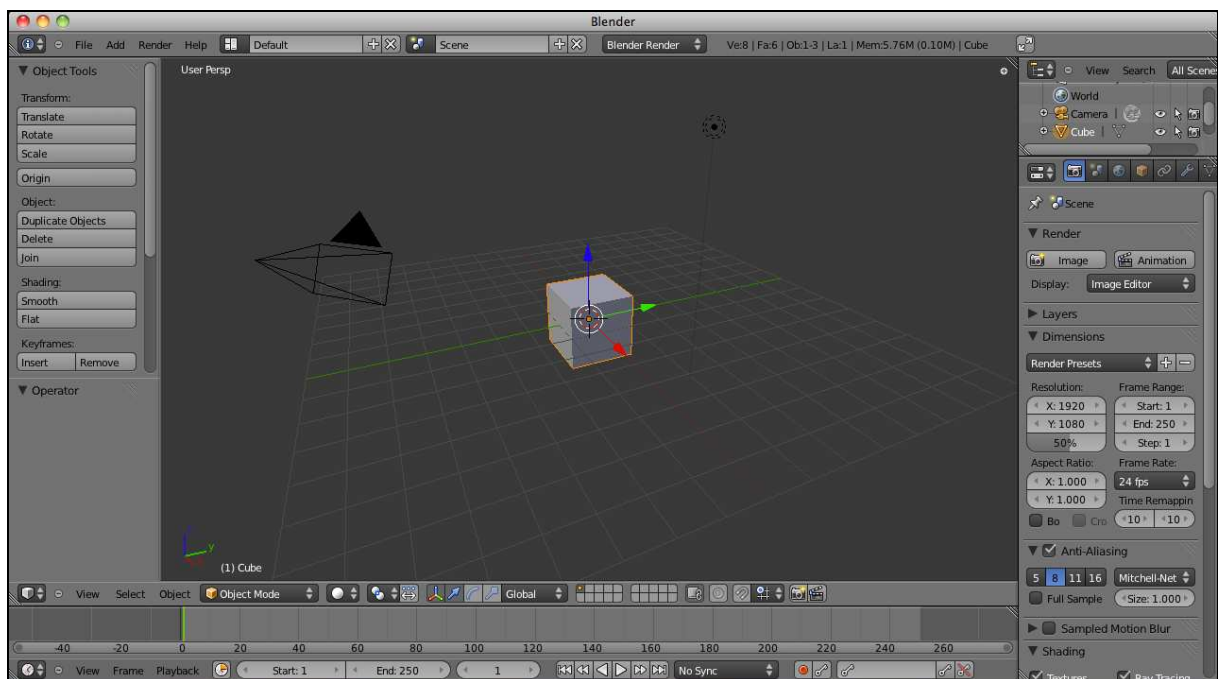 Blender
File Add Render Help Default Scene Blender Render Ve:8 | Fa:6 | Ob:1-3 | La:1 | Mem:5.76M (0.10M) | Cube
Object Tools
Transform:
Translate
Rotate
Scale
Origin
Object:
Duplicate Objects
Delete
Join
Shading:
Smooth
Flat
Keyframes:
Insert Remove
Operator
User Persp
y
(1) Cube
View Select Object Object Mode Global
-40 -20 0 20 40 60 80 100 120 140 160 180 200 220 240 260
View Frame Playback Start: 1 End: 250 1 No Sync
View Search All Scene
World
Camera |
Cube |
Scene
Render
Image Animation
Display: Image Editor
Layers
Dimensions
Render Presets
Resolution: Frame Range:
X: 1920 Start: 1
Y: 1080 End: 250
50% Step: 1
Aspect Ratio: Frame Rate:
X: 1.000 24 fps
Y: 1.000 Time Remappin
Bo Cro 10 10
Anti-Aliasing
5 8 11 16 Mitchell-Net
Full Sample Size: 1.000
Sampled Motion Blur
Shading
Textures Ray Tracing